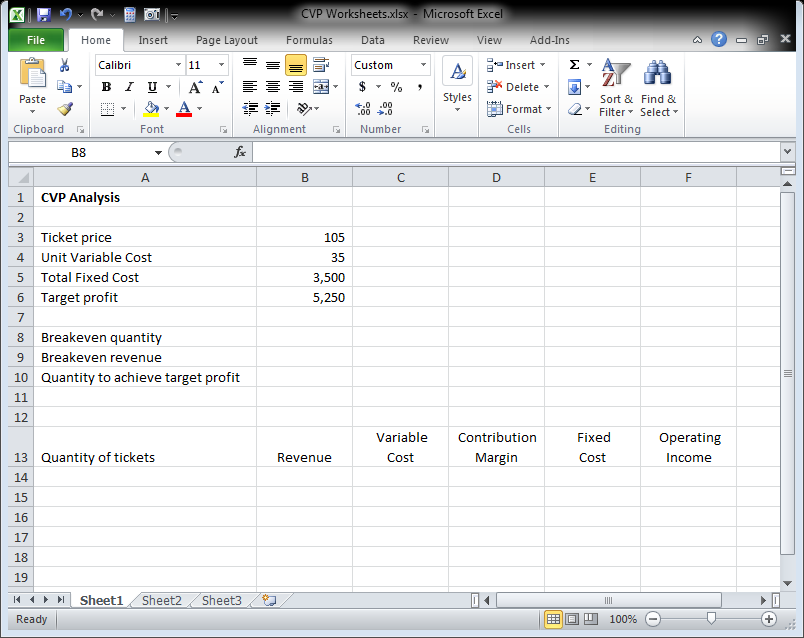 CVP Worksheets.xlsx - Microsoft Excel
File Home Insert Page Layout Formulas Data Review View Add-Ins
Calibri 11 Custom Insert
Paste B I U A A $ % , Styles Delete Sort & Find &
A Format Filter Select
Clipboard Font Alignment Number Cells Editing
B8 fx
A B C D E F
1 CVP Analysis
2
3 Ticket price 105
4 Unit Variable Cost 35
5 Total Fixed Cost 3,500
6 Target profit 5,250
7
8 Breakeven quantity
9 Breakeven revenue
10 Quantity to achieve target profit
11
12
Variable Contribution Fixed Operating
13 Quantity of tickets Revenue Cost Margin Cost Income
14
15
16
17
18
19
Sheet1 Sheet2 Sheet3
Ready 100%